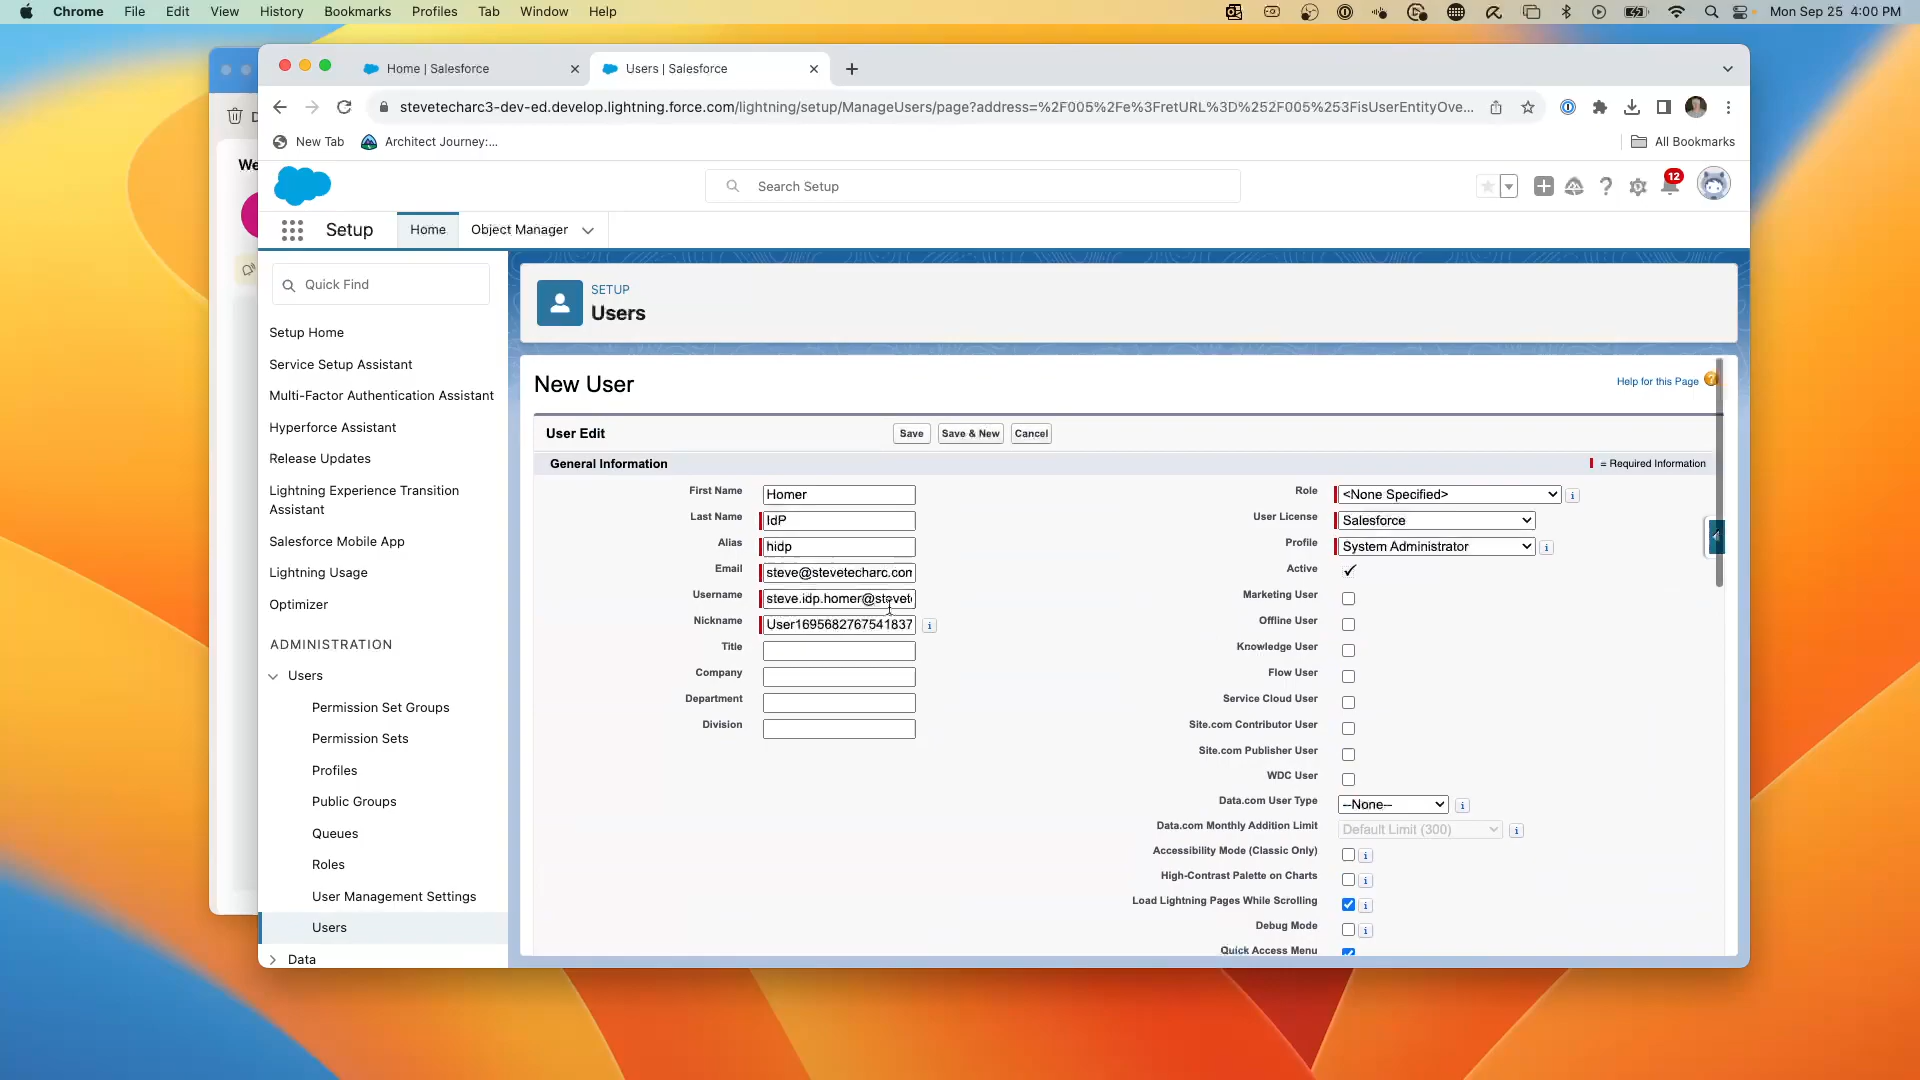 Chrome File Edit View History Bookmarks Profiles Tab Window Help Mon Sep 25 4:00 PM
Home | Salesforce Users | Salesforce
stevetecharc3-dev-ed.develop.lightning.force.com/lightning/setup/ManageUsers/page?address=%2F005%2Fe%3FretURL%3D%252F005%253FisUserEntityOve...
New Tab Architect Journey:... All Bookmarks
We
Search Setup 12
Setup Home Object Manager
Quick Find
Setup Home
Service Setup Assistant
Multi-Factor Authentication Assistant
Hyperforce Assistant
Release Updates
Lightning Experience Transition
Assistant
Salesforce Mobile App
Lightning Usage
Optimizer
ADMINISTRATION
Users
Permission Set Groups
Permission Sets
Profiles
Public Groups
Queues
Roles
User Management Settings
Users
Data
SETUP
Users
New User Help for this Page
User Edit Save Save & New Cancel
General Information = Required Information
First Name Homer
Last Name IdP
Alias hidp
Email steve@stevetecharc.com
Username steve.idp.homer@stevet
Nickname User1695682767541837 i
Title
Company
Department
Division
Role <None Specified> i
User License Salesforce
Profile System Administrator i
Active
Marketing User
Offline User
Knowledge User
Flow User
Service Cloud User
Site.com Contributor User
Site.com Publisher User
WDC User
Data.com User Type --None-- i
Data.com Monthly Addition Limit Default Limit (300) i
Accessibility Mode (Classic Only) i
High-Contrast Palette on Charts i
Load Lightning Pages While Scrolling i
Debug Mode i
Quick Access Menu